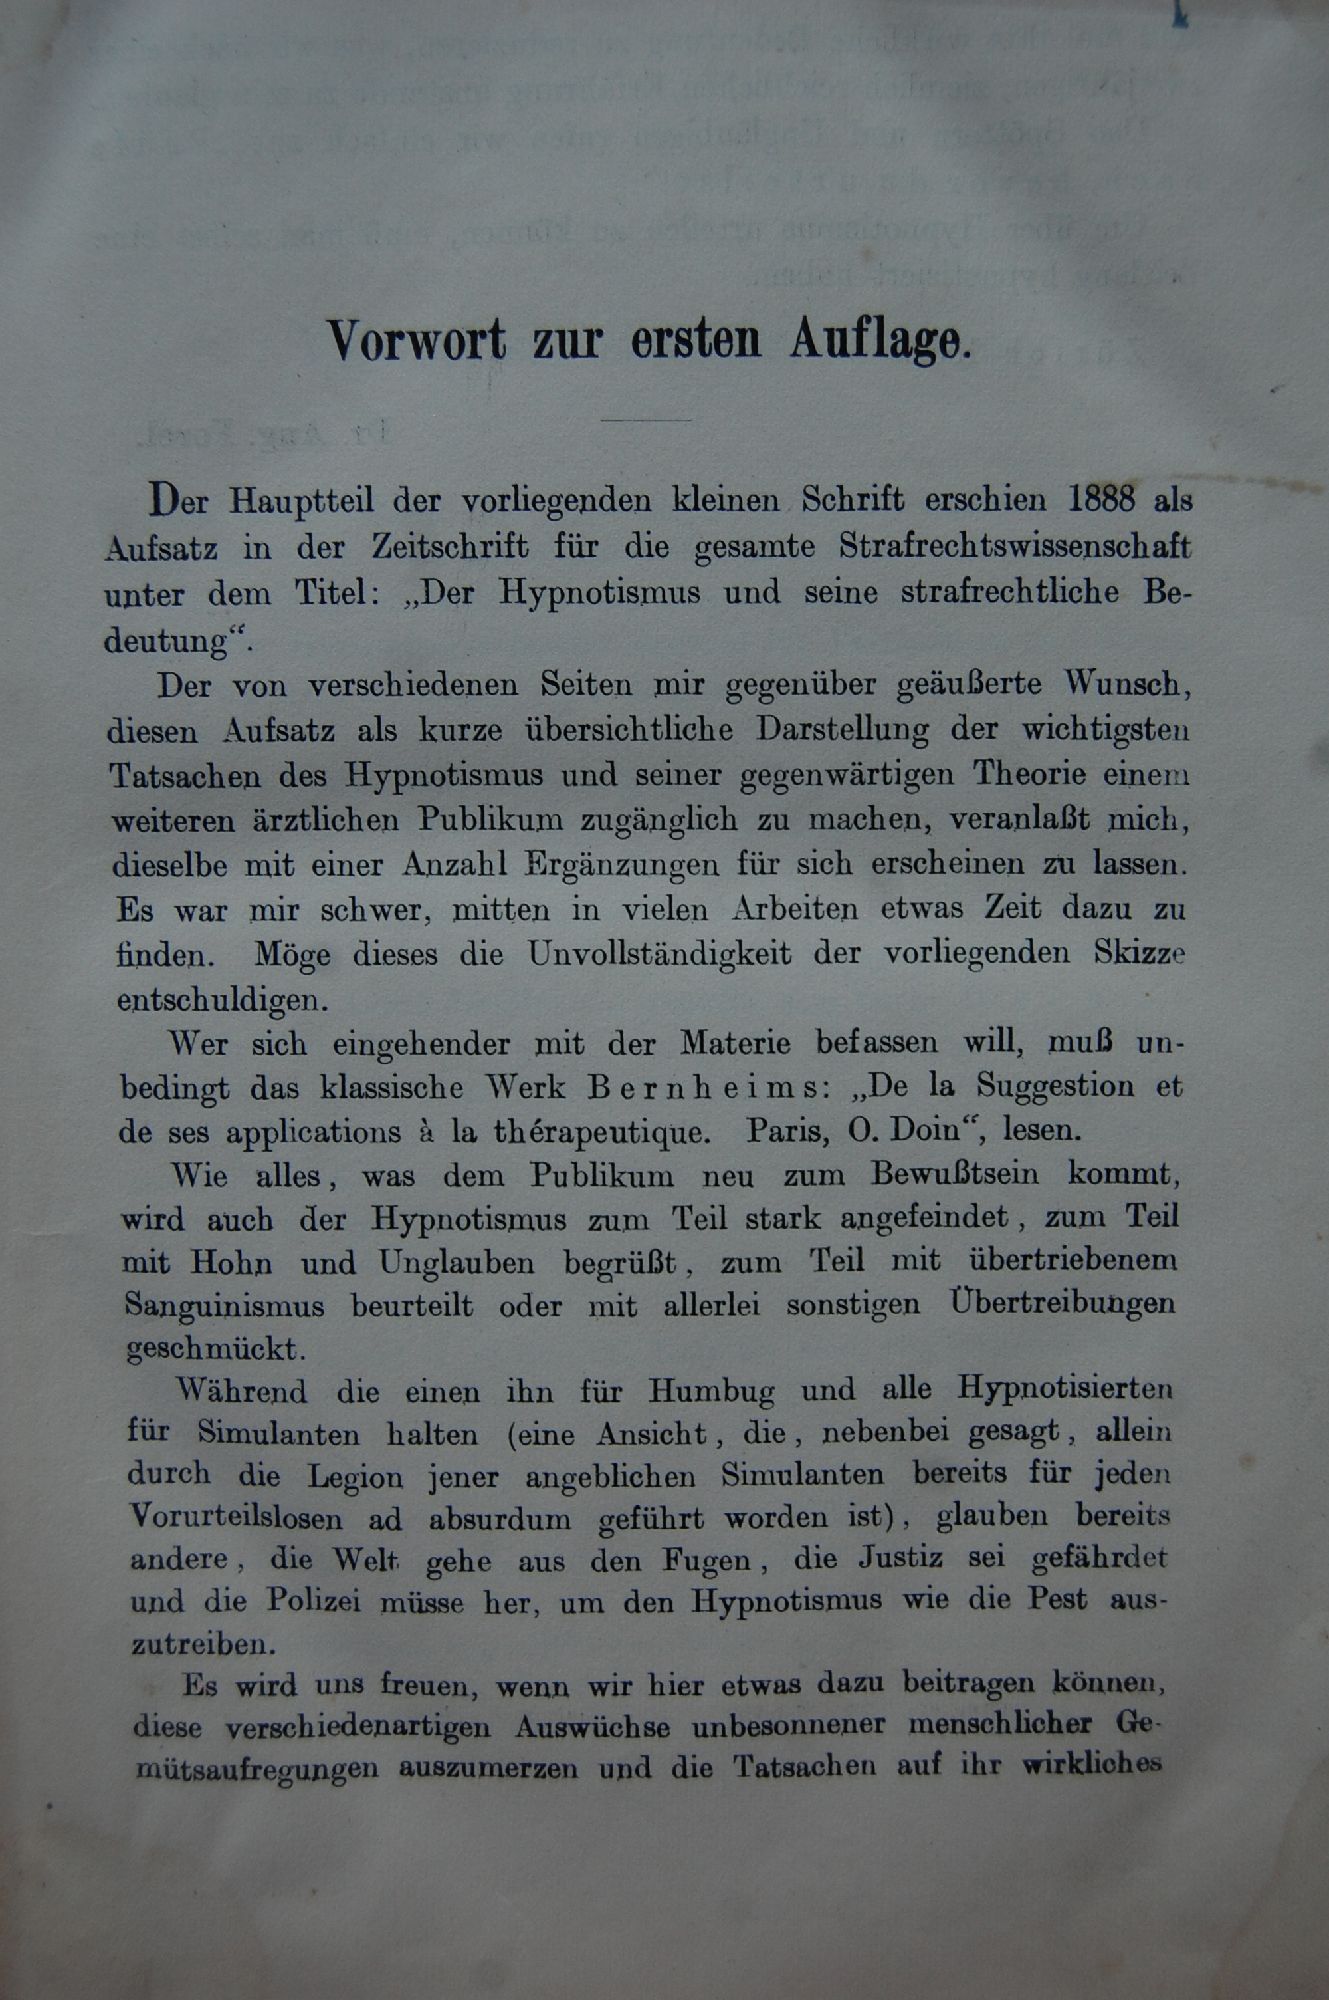 Vorwort zur ersten Auflage.
Der Hauptteil der vorliegenden kleinen Schrift erschien 1888 als
Aufsatz in der Zeitschrift für die gesamte Strafrechtswissenschaft
unter dem Titel: „Der Hypnotismus und seine strafrechtliche Be-
deutung“.
Der von verschiedenen Seiten mir gegenüber geäußerte Wunsch,
diesen Aufsatz als kurze übersichtliche Darstellung der wichtigsten
Tatsachen des Hypnotismus und seiner gegenwärtigen Theorie einem
weiteren ärztlichen Publikum zugänglich zu machen, veranlaßt mich,
dieselbe mit einer Anzahl Ergänzungen für sich erscheinen zu lassen.
Es war mir schwer, mitten in vielen Arbeiten etwas Zeit dazu zu
finden. Möge dieses die Unvollständigkeit der vorliegenden Skizze
entschuldigen.
Wer sich eingehender mit der Materie befassen will, muß un-
bedingt das klassische Werk Bernheims: „De la Suggestion et
de ses applications à la thérapeutique. Paris, O. Doin“, lesen.
Wie alles, was dem Publikum neu zum Bewußtsein kommt,
wird auch der Hypnotismus zum Teil stark angefeindet, zum Teil
mit Hohn und Unglauben begrüßt, zum Teil mit übertriebenem
Sanguinismus beurteilt oder mit allerlei sonstigen Übertreibungen
geschmückt.
Während die einen ihn für Humbug und alle Hypnotisierten
für Simulanten halten (eine Ansicht, die, nebenbei gesagt, allein
durch die Legion jener angeblichen Simulanten bereits für jeden
Vorurteilslosen ad absurdum geführt worden ist), glauben bereits
andere, die Welt gehe aus den Fugen, die Justiz sei gefährdet
und die Polizei müsse her, um den Hypnotismus wie die Pest aus-
zutreiben.
Es wird uns freuen, wenn wir hier etwas dazu beitragen können,
diese verschiedenartigen Auswüchse unbesonnener menschlicher Ge-
mütsaufregungen auszumerzen und die Tatsachen auf ihr wirkliches